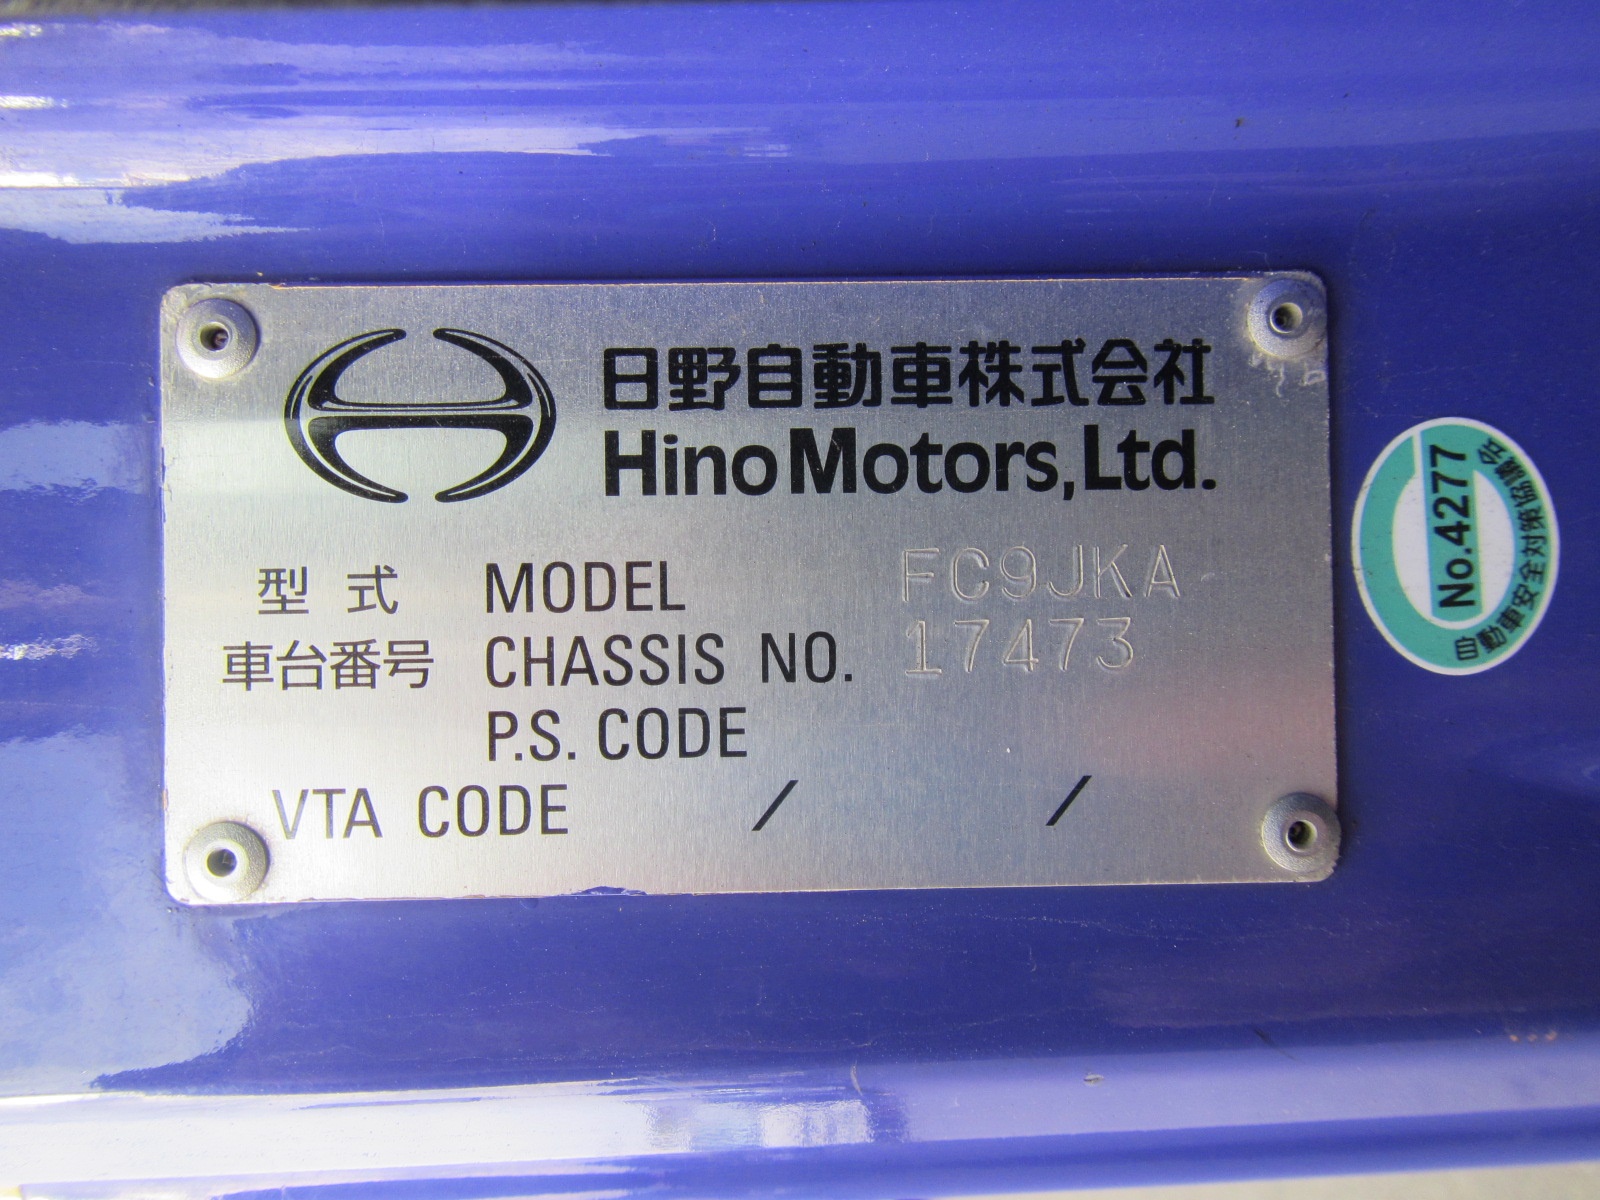 日野自動車株式会社
Hino Motors, Ltd.
型式 MODEL FC9JKA
車台番号 CHASSIS NO. 17473
P.S. CODE
VTA CODE / /
No.4277
自動車安全対策協議会